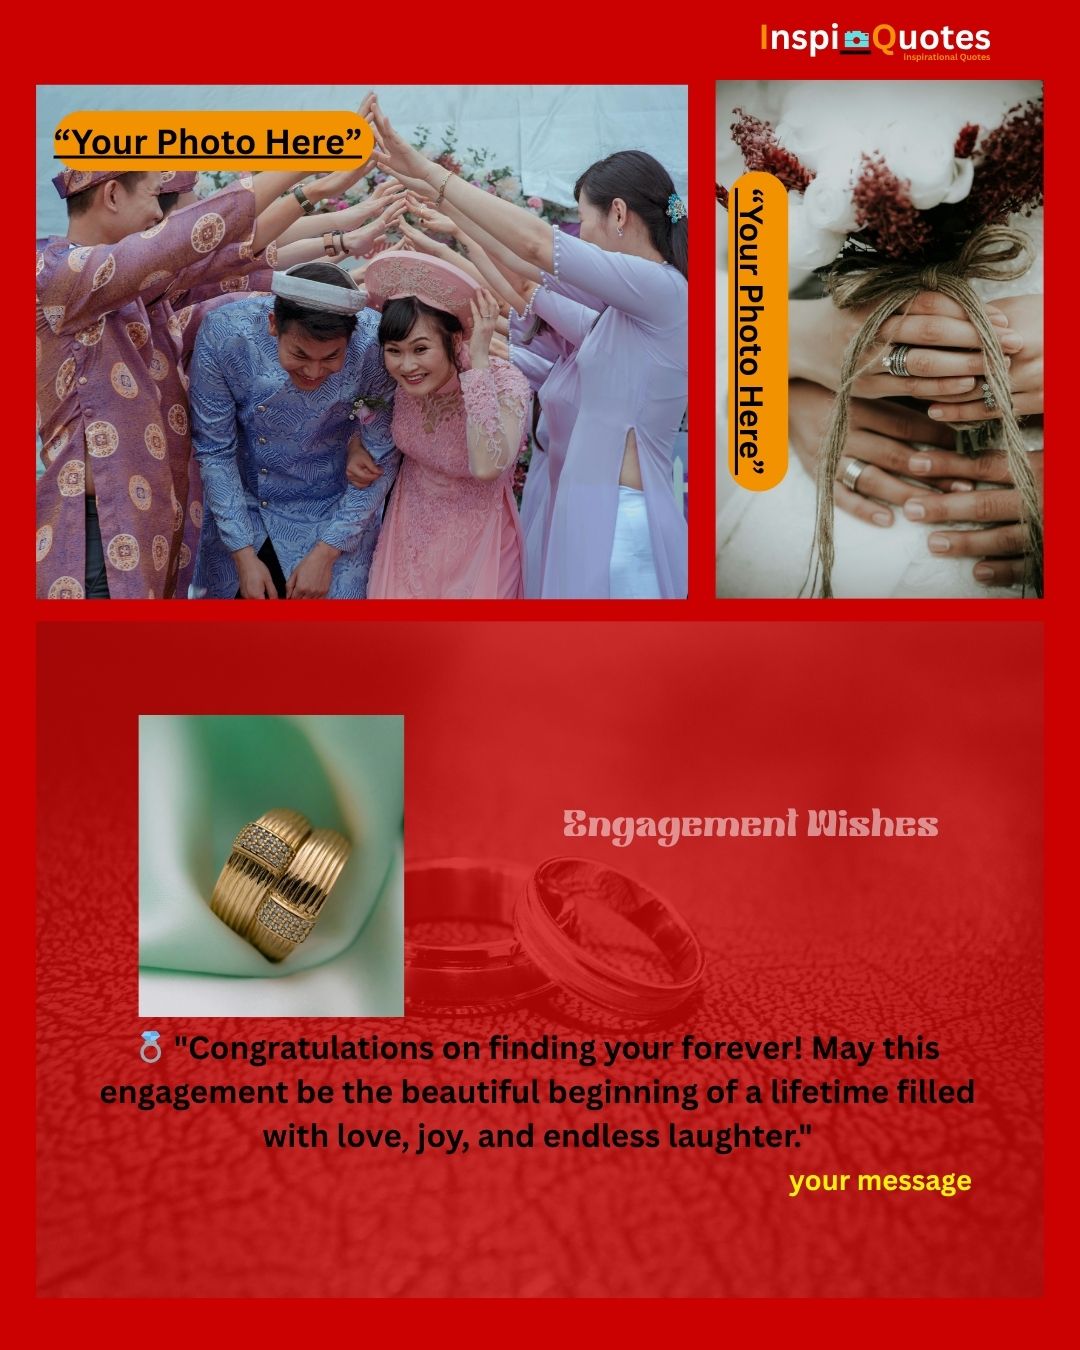 InspiQuotes
inspirational Quotes
“Your Photo Here”
“Your Photo Here”
Engagement Wishes
"Congratulations on finding your forever! May this
engagement be the beautiful beginning of a lifetime filled
with love, joy, and endless laughter."
your message